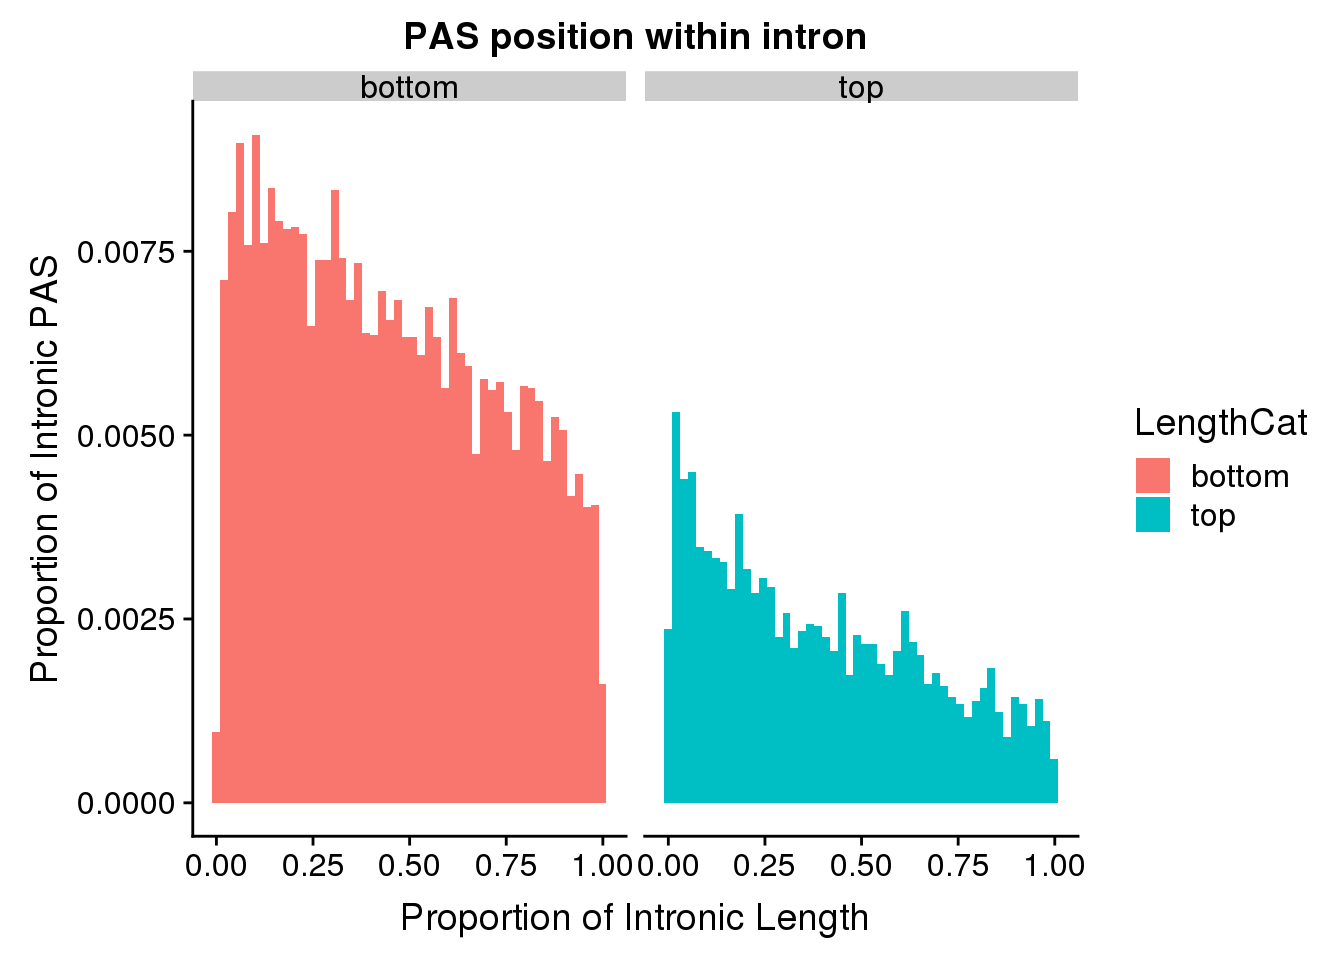 PAS position within intron
bottom
top
Proportion of Intronic PAS
0.0075
0.0050
0.0025
0.0000
0.00 0.25 0.50 0.75 1.00
0.00 0.25 0.50 0.75 1.00
Proportion of Intronic Length
LengthCat
bottom
top